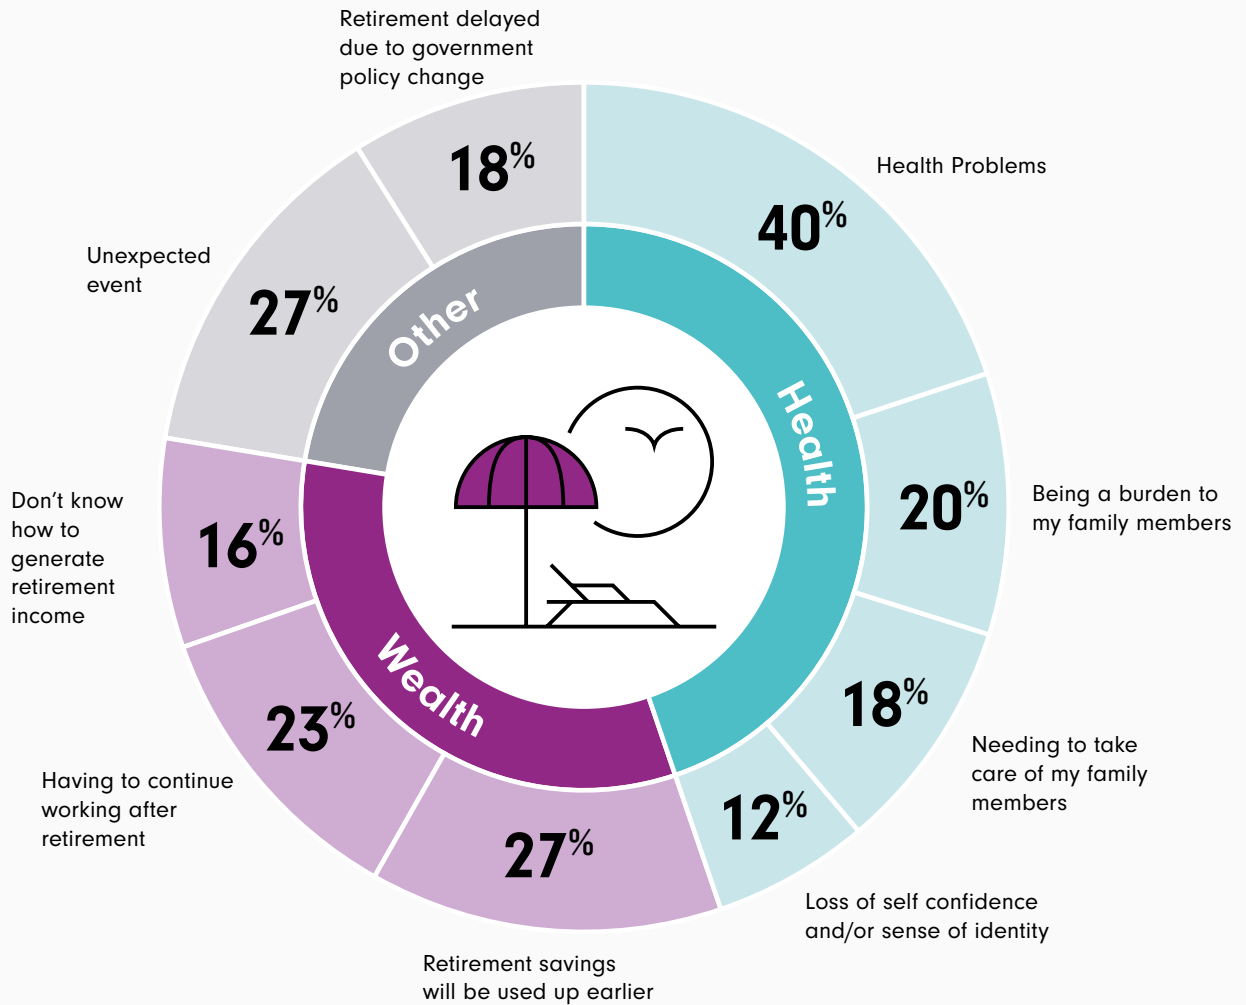 Retirement delayed
due to government
policy change
18%
Health Problems
40%
Unexpected
event
27%
Other
Health
Don't know
how to
generate
retirement
income
16%
20%
Being a burden to
my family members
Wealth
23%
18%
Having to continue
working after
retirement
Needing to take
care of my family
members
27%
12%
Loss of self confidence
and/or sense of identity
Retirement savings
will be used up earlier